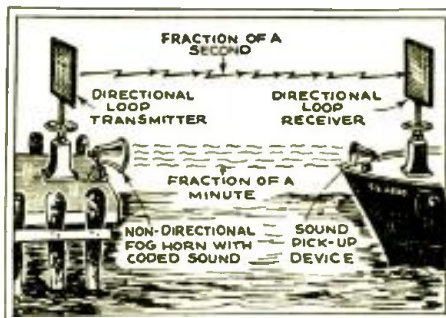 FRACTION OF A
SECOND
DIRECTIONAL
LOOP
TRANSMITTER
DIRECTIONAL
LOOP
RECEIVER
FRACTION OF A
MINUTE
NON-DIRECTIONAL
FOG HORN WITH
CODED SOUND
SOUND
PICK-UP
DEVICE